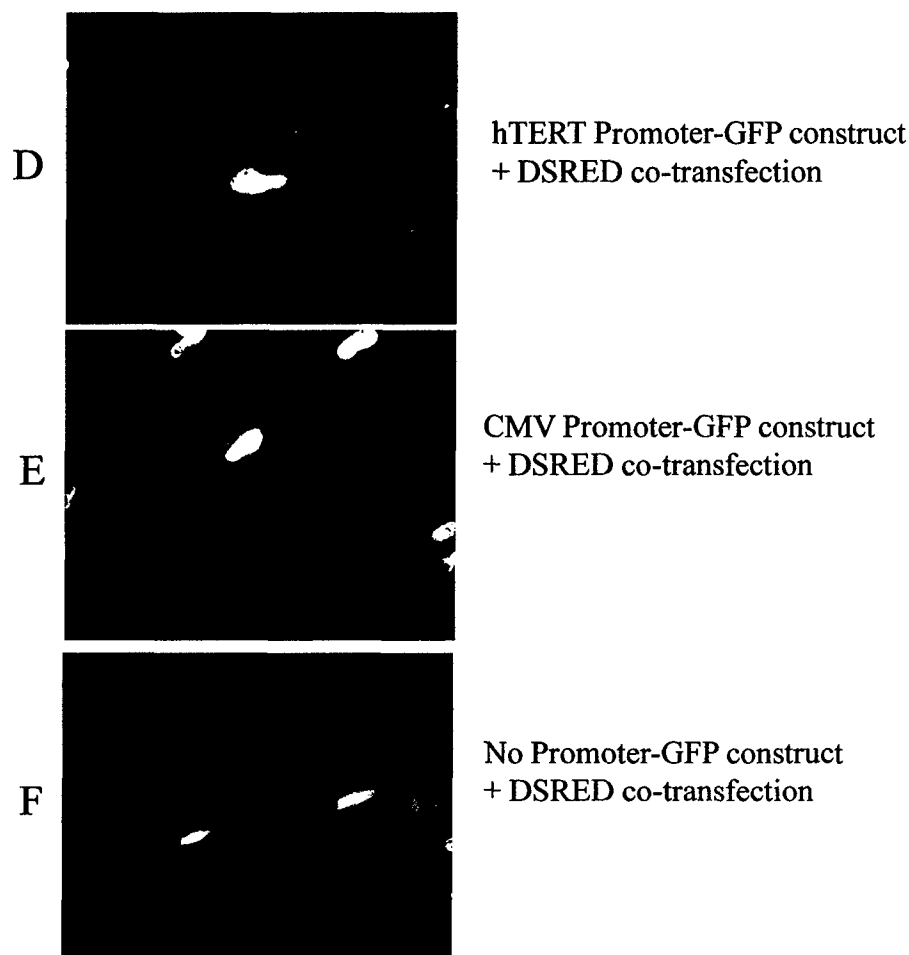 D
hTERT Promoter-GFP construct
+ DSRED co-transfection
E
CMV Promoter-GFP construct
+ DSRED co-transfection
F
No Promoter-GFP construct
+ DSRED co-transfection